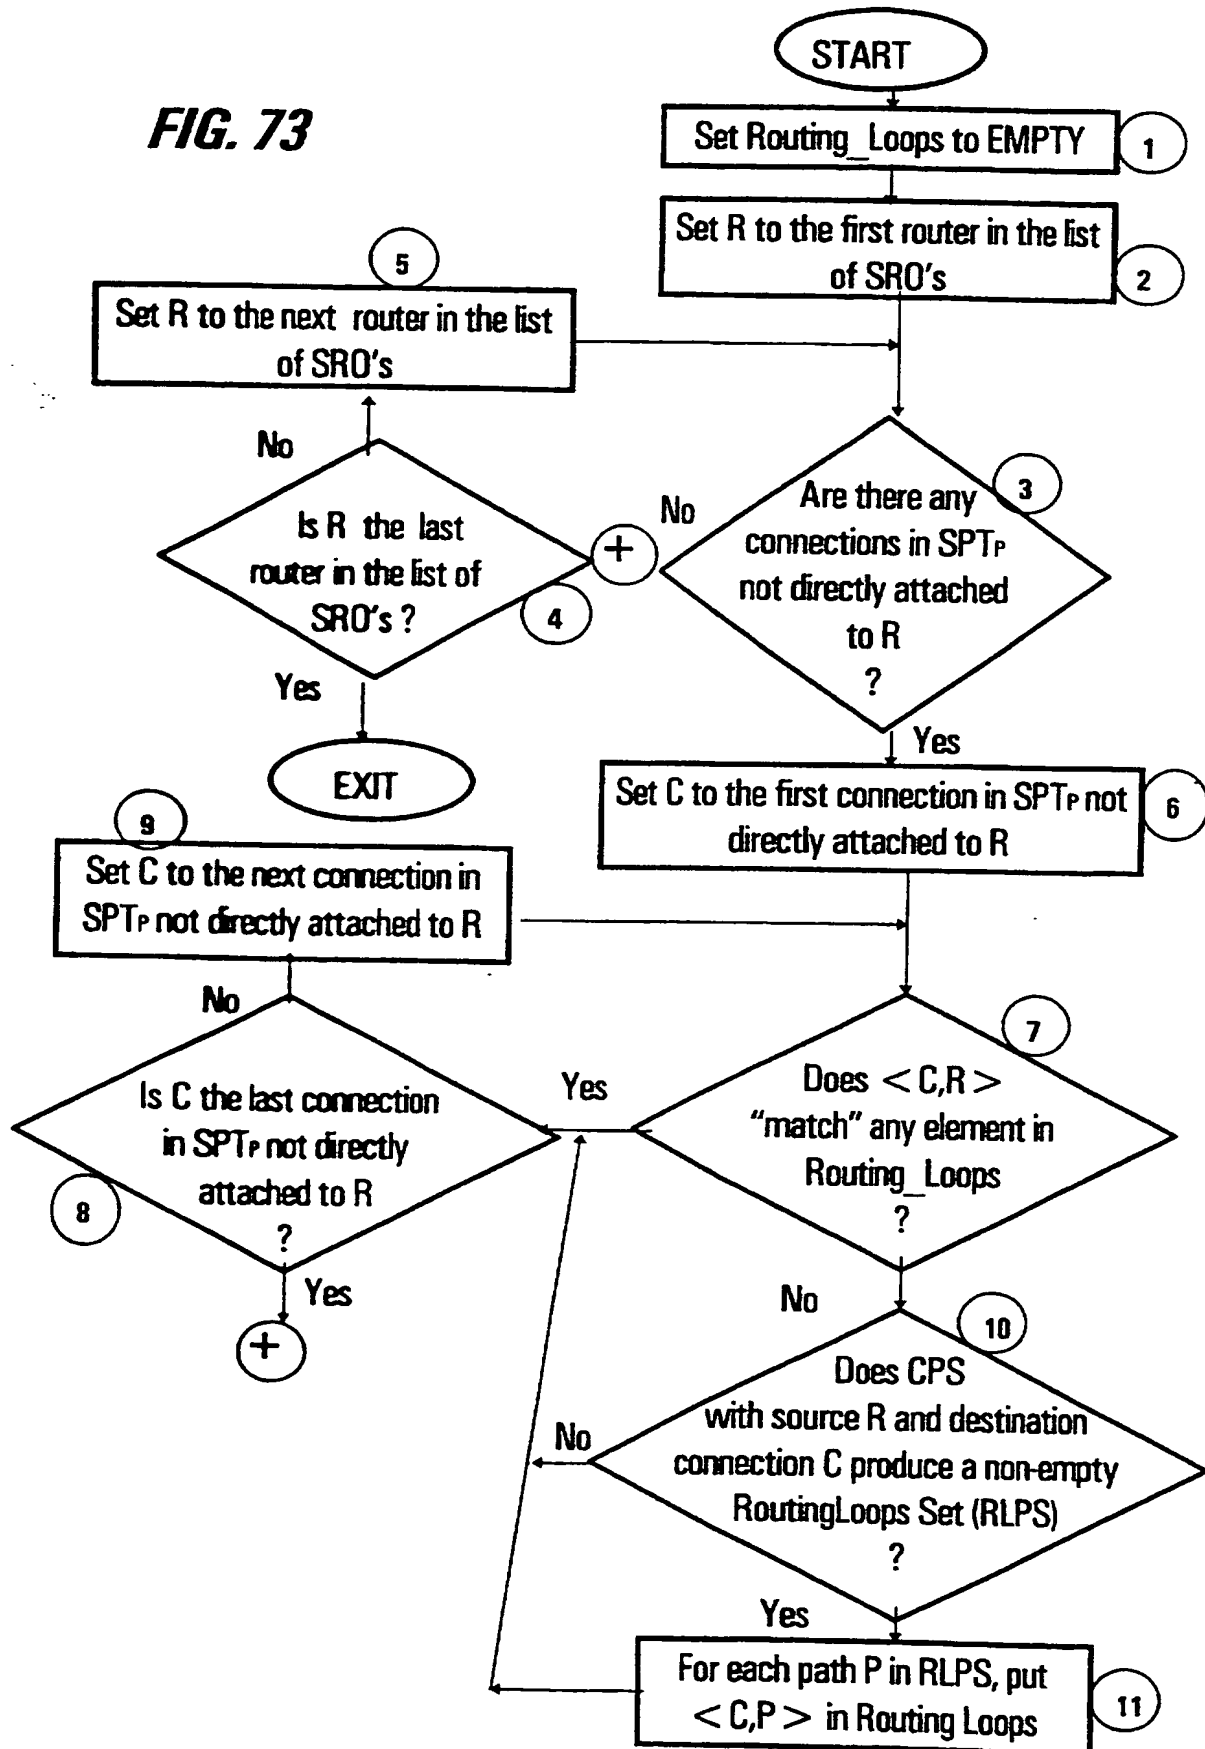 START
FIG. 73
Set Routing_Loops to EMPTY
1
Set R to the first router in the list
of SRO's
2
5
Set R to the next router in the list
of SRO's
No
Is R the last
router in the list of
SRO's ?
4
+
No
3
Are there any
connections in SPTP
not directly attached
to R
?
Yes
EXIT
Yes
Set C to the first connection in SPTP not
directly attached to R
6
9
Set C to the next connection in
SPTP not directly attached to R
No
Is C the last connection
in SPTP not directly
attached to R
?
8
Yes
+
Yes
7
Does <C,R>
"match" any element in
Routing_Loops
?
No
10
Does CPS
with source R and destination
connection C produce a non-empty
RoutingLoops Set (RLPS)
?
No
Yes
For each path P in RLPS, put
<C,P> in Routing Loops
11